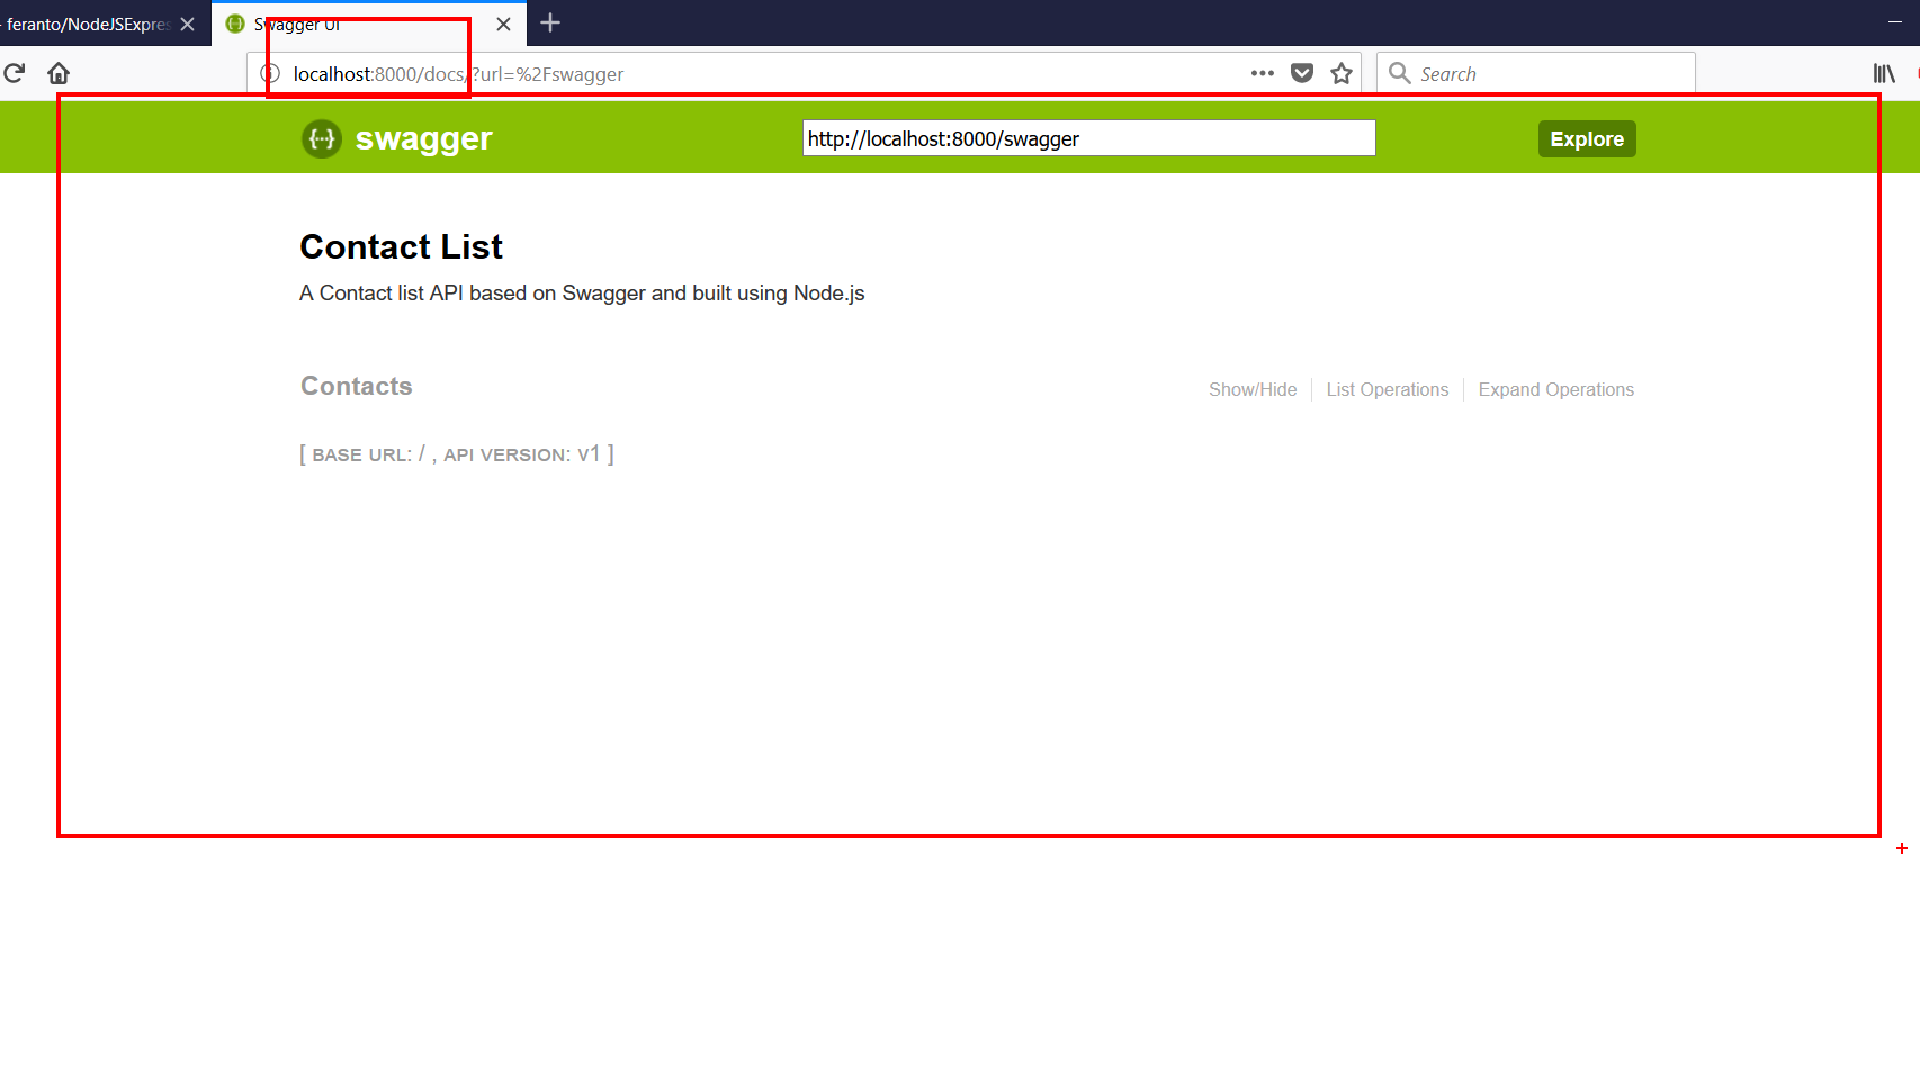 - feranto/NodeJSExpres
Swagger UI
localhost:8000/docs/?url=%2Fswagger
Search
swagger
http://localhost:8000/swagger
Explore
Contact List
A Contact list API based on Swagger and built using Node.js
Contacts
Show/Hide
List Operations
Expand Operations
[ BASE URL: / , API VERSION: V1 ]